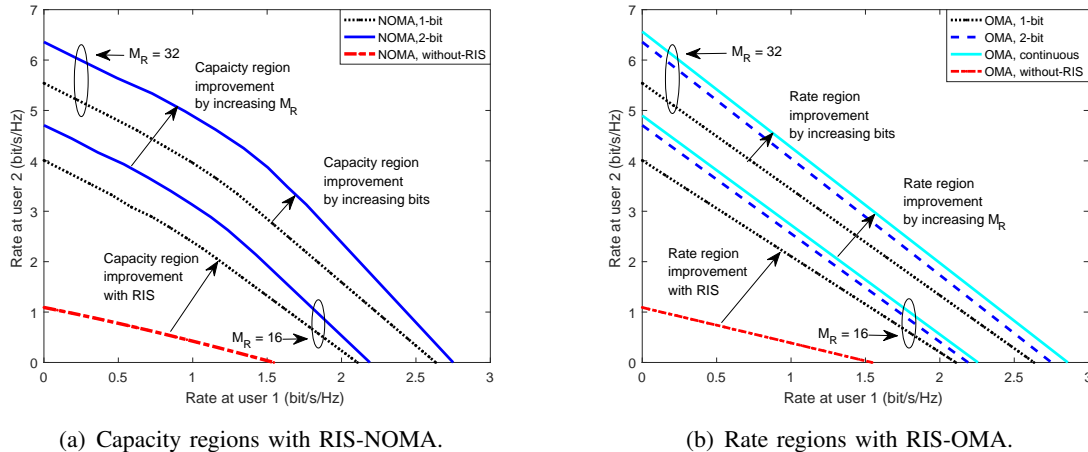 7
6
5
4
3
2
1
0
0
0.5
1
1.5
2
2.5
3
Rate at user 1 (bit/s/Hz)
Rate at user 2 (bit/s/Hz)
NOMA,1-bit
NOMA,2-bit
NOMA, without-RIS
M_R = 32
Capacity region
improvement
by increasing M_R
Capacity region
improvement
by increasing bits
Capacity region
improvement
with RIS
M_R = 16
(a) Capacity regions with RIS-NOMA.
7
6
5
4
3
2
1
0
0
0.5
1
1.5
2
2.5
3
Rate at user 1 (bit/s/Hz)
Rate at user 2 (bit/s/Hz)
OMA, 1-bit
OMA, 2-bit
OMA, continuous
OMA, without-RIS
M_R = 32
Rate region
improvement
by increasing bits
Rate region
improvement
by increasing M_R
Rate region
improvement
with RIS
M_R = 16
(b) Rate regions with RIS-OMA.